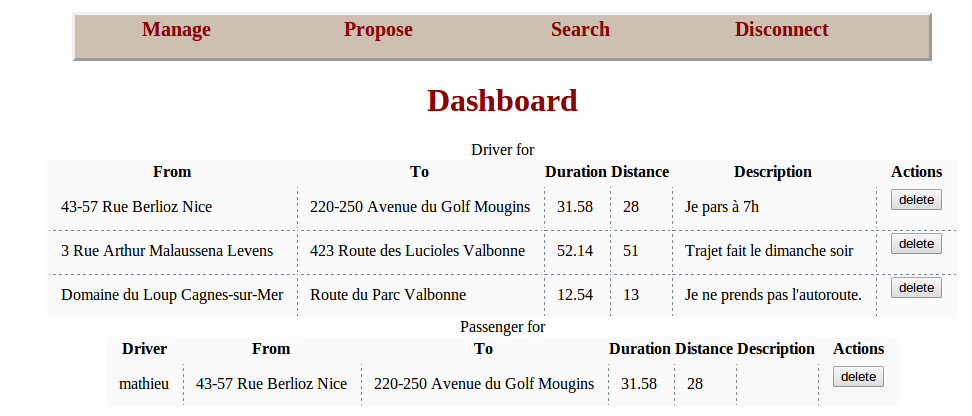 Manage Propose Search Disconnect
Dashboard
Driver for
From To Duration Distance Description Actions
43-57 Rue Berlioz Nice 220-250 Avenue du Golf Mougins 31.58 28 Je pars à 7h delete
3 Rue Arthur Malaussena Levens 423 Route des Lucioles Valbonne 52.14 51 Trajet fait le dimanche soir delete
Domaine du Loup Cagnes-sur-Mer Route du Parc Valbonne 12.54 13 Je ne prends pas l'autoroute. delete
Passenger for
Driver From To Duration Distance Description Actions
mathieu 43-57 Rue Berlioz Nice 220-250 Avenue du Golf Mougins 31.58 28 delete